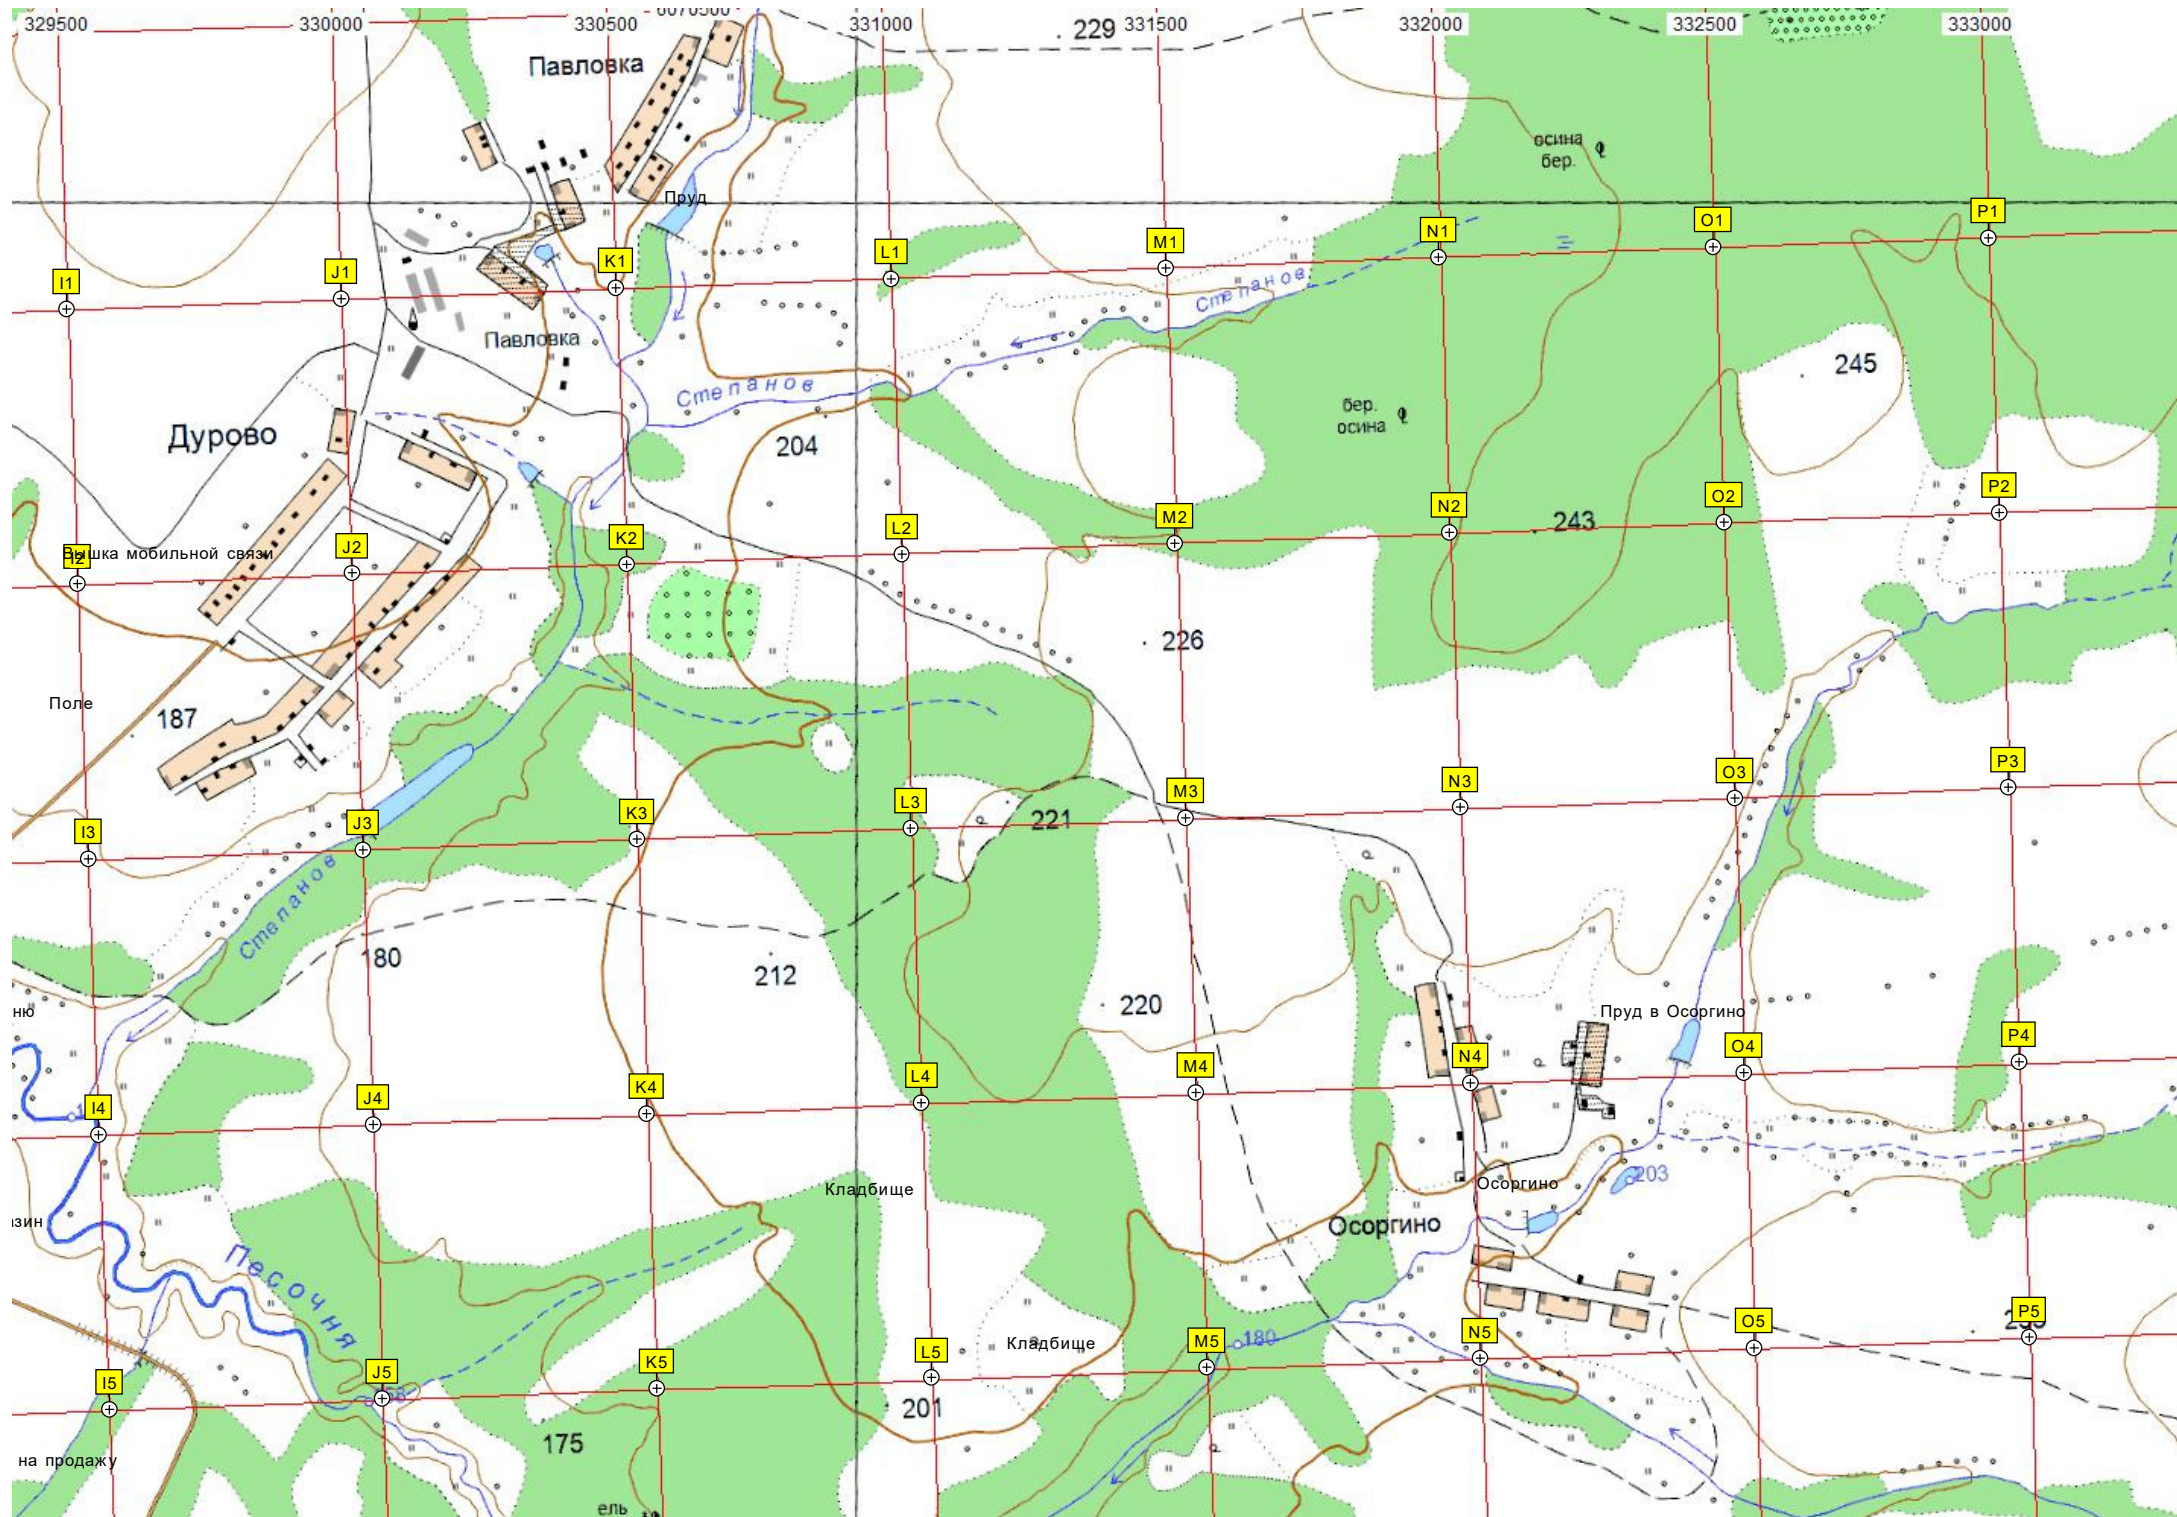 6070500
329500 330000 330500 331000 331500 332000 332500 333000
229
Павловка
осина
бер.
Пруд
I1 J1 K1 L1 M1 N1 O1 P1
Степанов
Павловка
245
Степанов
бер.
осина
Дурово
204
243
I2 J2 K2 L2 M2 N2 O2 P2
Вышка мобильной связи
226
Поле
187
I3 J3 K3 L3 M3 N3 O3 P3
221
Степанов
180
212
220
ню
Пруд в Осоргино
I4 J4 K4 L4 M4 N4 O4 P4
203
Кладбище
Осоргино
Осоргино
зин
Песочня
Кладбище
180
I5 J5 K5 L5 M5 N5 O5 P5
201
175
на продажу
ель